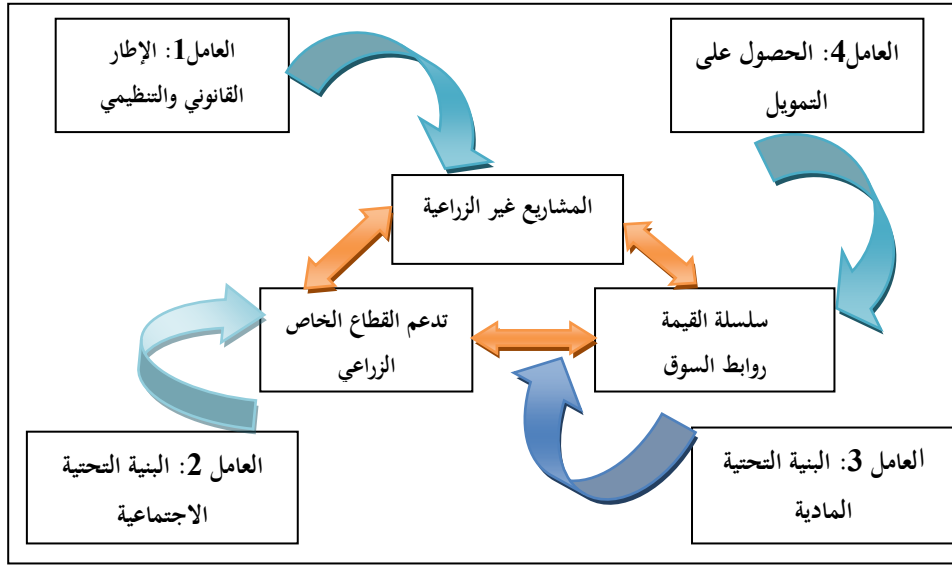 العامل1: الإطار
القانوني والتنظيمي
العامل4: الحصول على
التمويل
المشاريع غير الزراعية
تدعم القطاع الخاص
الزراعي
سلسلة القيمة
روابط السوق
العامل 2: البنية التحتية
الاجتماعية
العامل 3: البنية التحتية
المادية